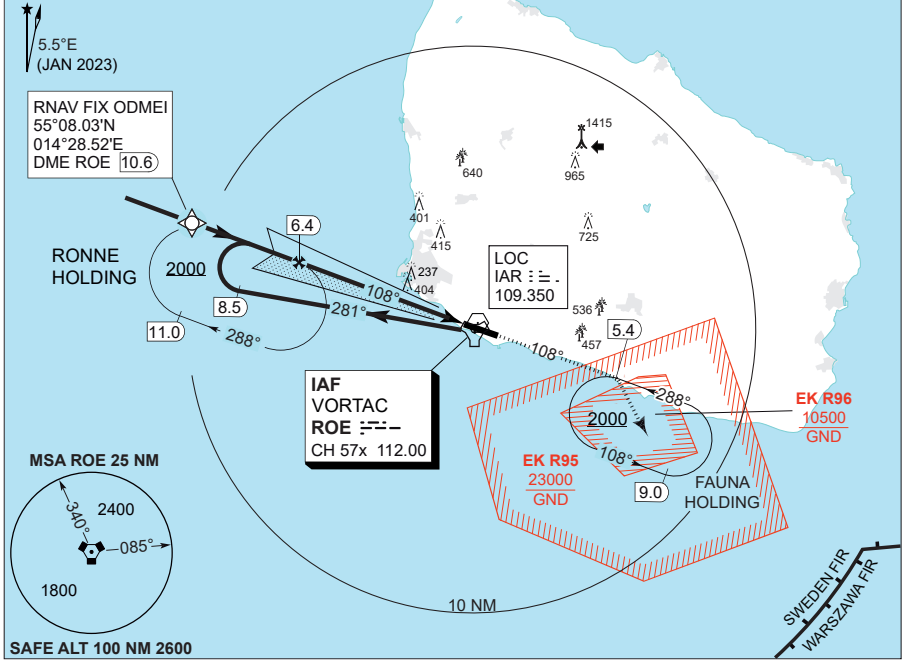 5.5°E
(JAN 2023)
RNAV FIX ODMEI
55°08.03'N
014°28.52'E
DME ROE 10.6
1415
965
640
401
415
725
237
404
6.4
RONNE
HOLDING
2000
LOC
IAR
109.350
8.5
108°
281°
536
457
5.4
11.0
288°
108°
IAF
VORTAC
ROE
CH 57x 112.00
288°
2000
108°
EK R96
10500
GND
EK R95
23000
GND
9.0
FAUNA
HOLDING
MSA ROE 25 NM
340°
2400
085°
1800
10 NM
SWEDEN FIR
WARSZAWA FIR
SAFE ALT 100 NM 2600